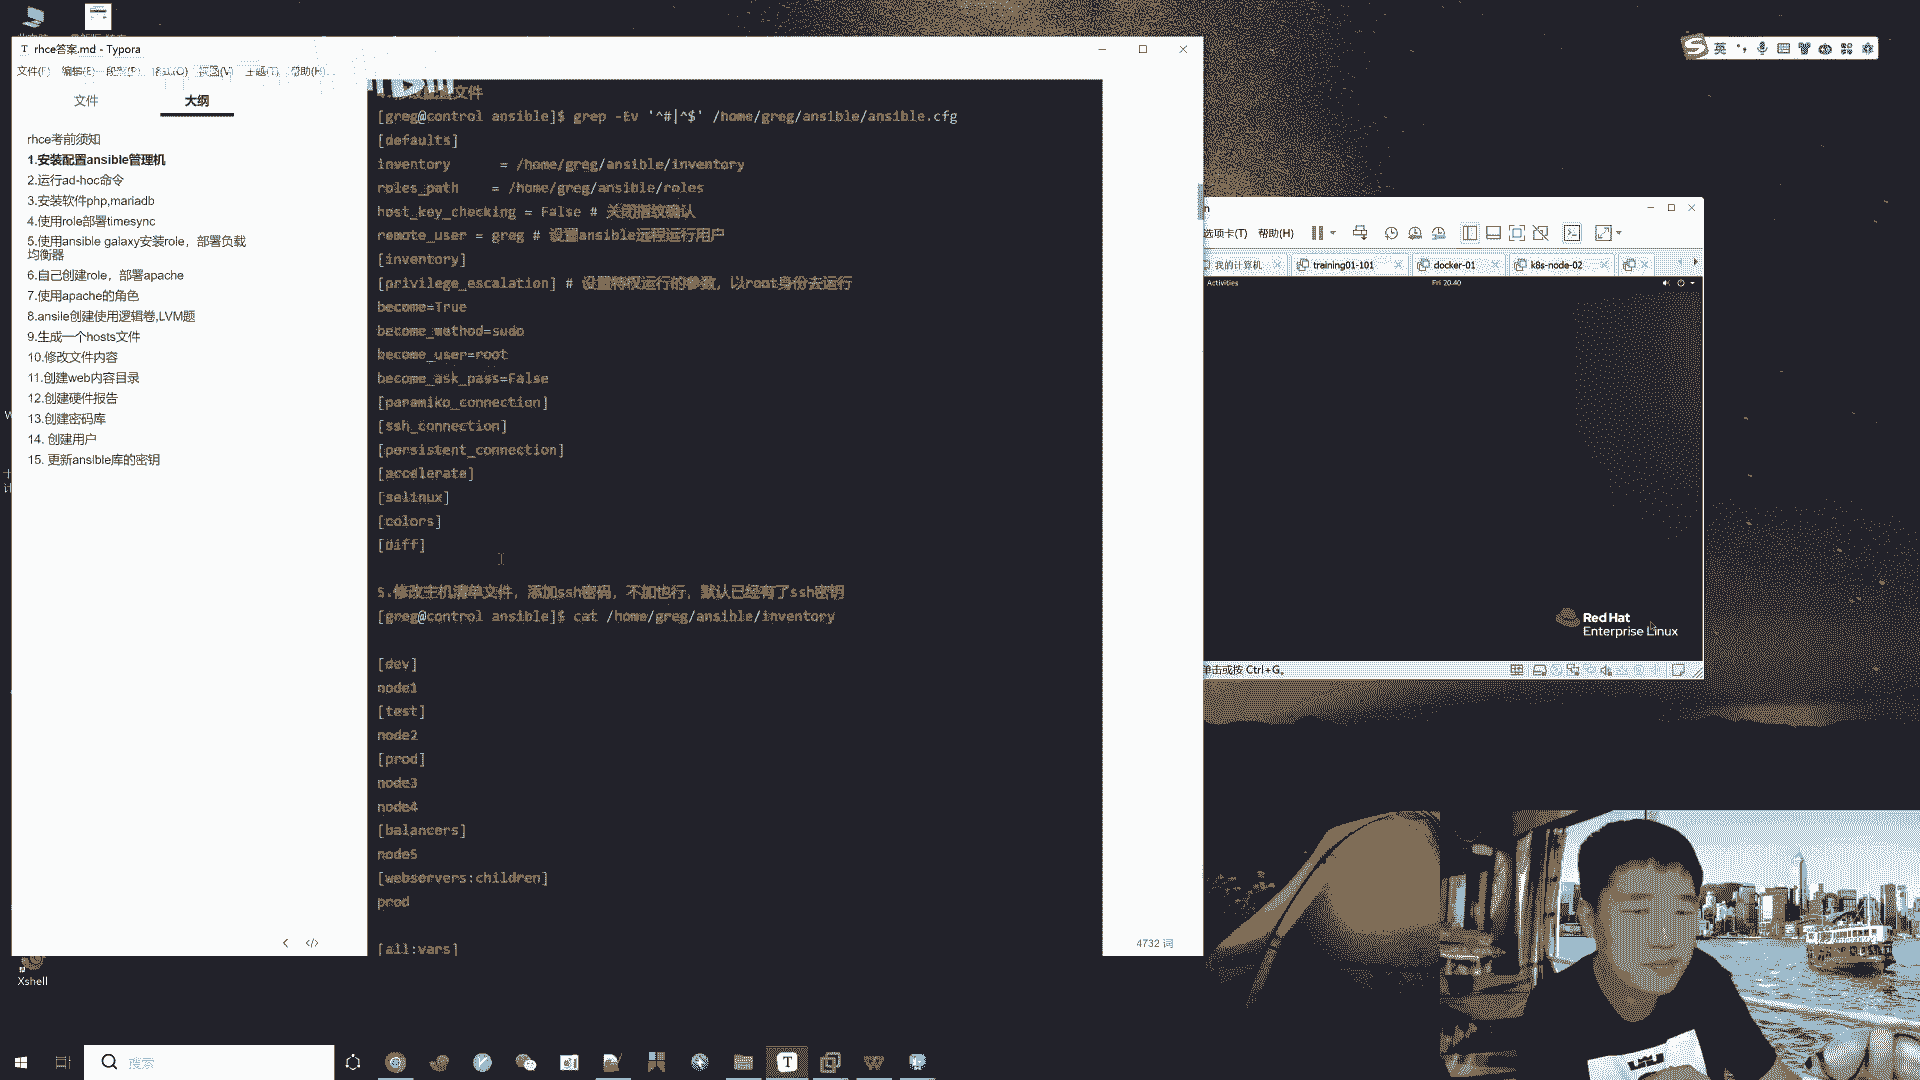 rhce答案.md - Typora
文件(F) 编辑(E) 段落(P) 格式(O) 视图(V) 主题(T) 帮助(H)
文件 大纲
rhce考前须知
1.安装配置ansible管理机
2.运行ad-hoc命令
3.安装软件php,mariadb
4.使用role部署timesync
5.使用ansible galaxy安装role，部署负载
均衡器
6.自己创建role，部署apache
7.使用apache的角色
8.ansile创建使用逻辑卷,LVM题
9.生成一个hosts文件
10.修改文件内容
11.创建web内容目录
12.创建硬件报告
13.创建密码库
14. 创建用户
15. 更新ansible库的密钥
修改配置文件
[greg@control ansible]$ grep -Ev '^#|^$' /home/greg/ansible/ansible.cfg
[defaults]
inventory = /home/greg/ansible/inventory
roles_path = /home/greg/ansible/roles
host_key_checking = False # 关闭指纹确认
remote_user = greg # 设置ansible远程运行用户
[inventory]
[privilege_escalation] # 设置特权运行的参数，以root身份去运行
become=True
become_method=sudo
become_user=root
become_ask_pass=False
[paramiko_connection]
[ssh_connection]
[persistent_connection]
[accelerate]
[selinux]
[colors]
[diff]
5.修改主机清单文件，添加ssh密码，不加也行，默认已经有了ssh密钥
[greg@control ansible]$ cat /home/greg/ansible/inventory
[dev]
node1
[test]
node2
[prod]
node3
node4
[balancers]
node5
[webservers:children]
prod
[all:vars]
4732 词
选项卡(T) 帮助(H)
我的计算机 training01-101 docker-01 k8s-node-02
Activities Fri 20:40
Red Hat
Enterprise Linux
单击或按 Ctrl+G。
英
Xshell
搜索